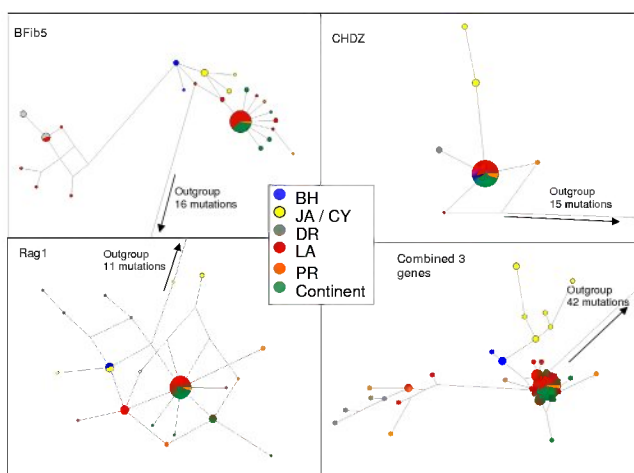 BFib5
CHDZ
Outgroup
16 mutations
Outgroup
15 mutations
BH
JA / CY
DR
LA
PR
Continent
Rag1
Outgroup
11 mutations
Combined 3
genes
Outgroup
42 mutations